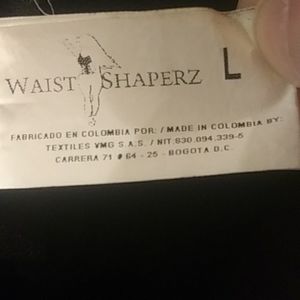 WAIST SHAPERZ L
FABRICADO EN COLOMBIA POR: / MADE IN COLOMBIA BY:
TEXTILES VMG S.A.S. / NIT:830.094.339-5
CARRERA 71 # 64 - 25 - BOGOTA D.C.